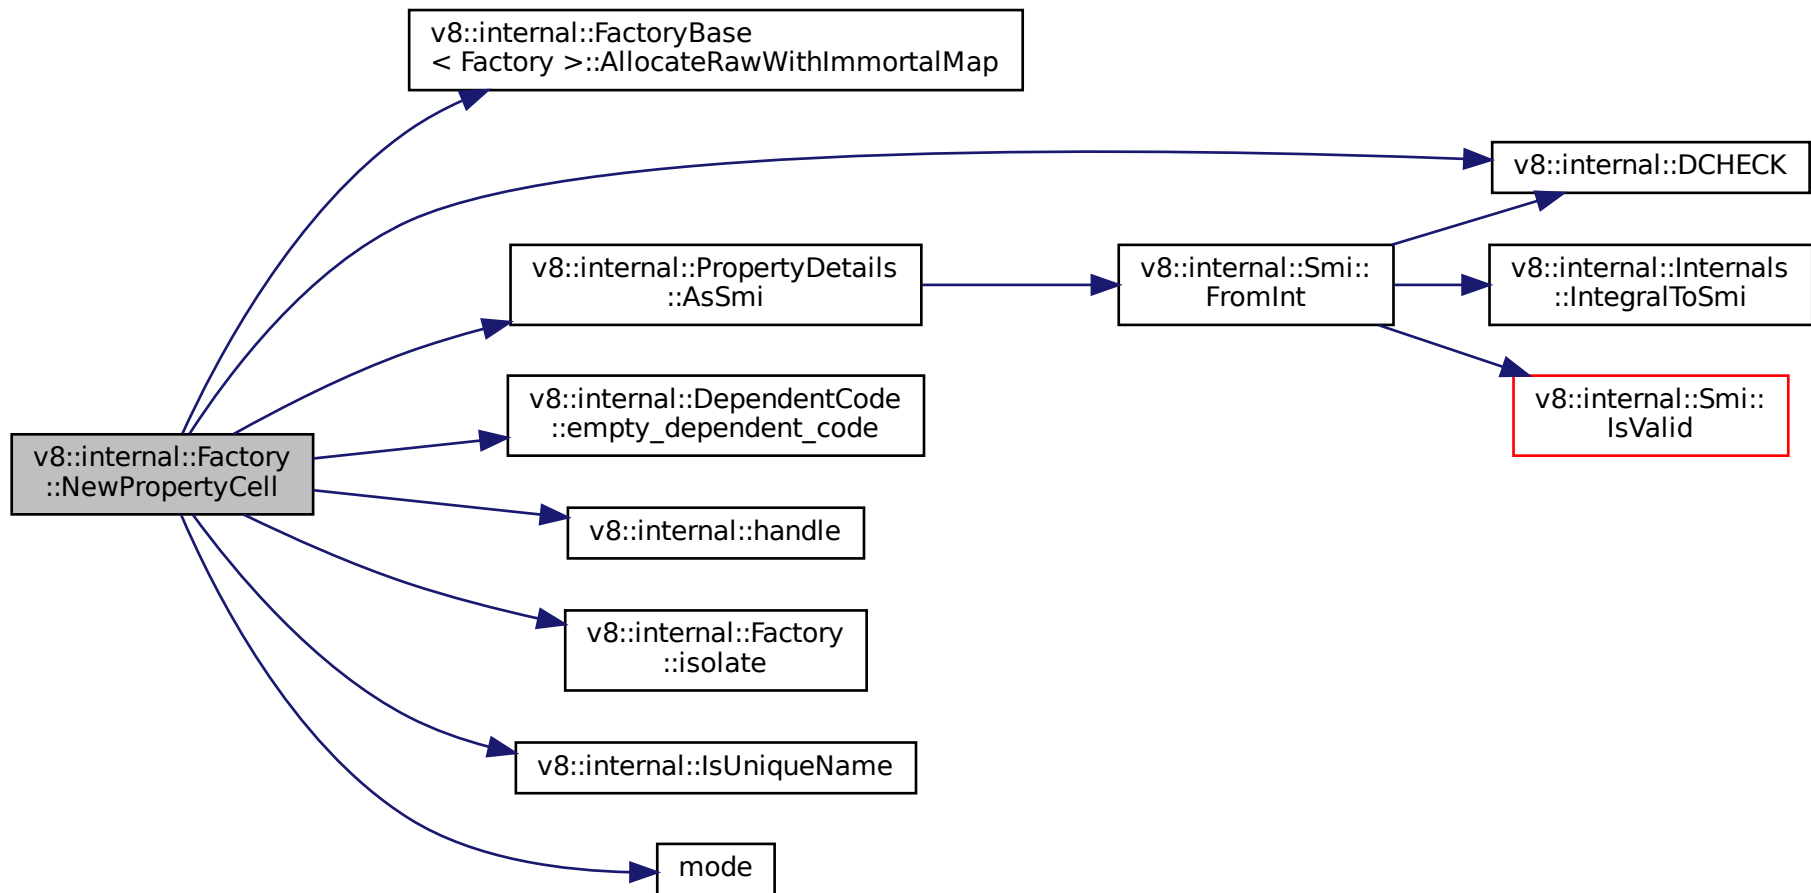 v8::internal::FactoryBase
< Factory >::AllocateRawWithImmortalMap
v8::internal::DCHECK
v8::internal::PropertyDetails
::AsSmi
v8::internal::Smi::
FromInt
v8::internal::Internals
::IntegralToSmi
v8::internal::DependentCode
::empty_dependent_code
v8::internal::Smi::
IsValid
v8::internal::Factory
::NewPropertyCell
v8::internal::handle
v8::internal::Factory
::isolate
v8::internal::IsUniqueName
mode